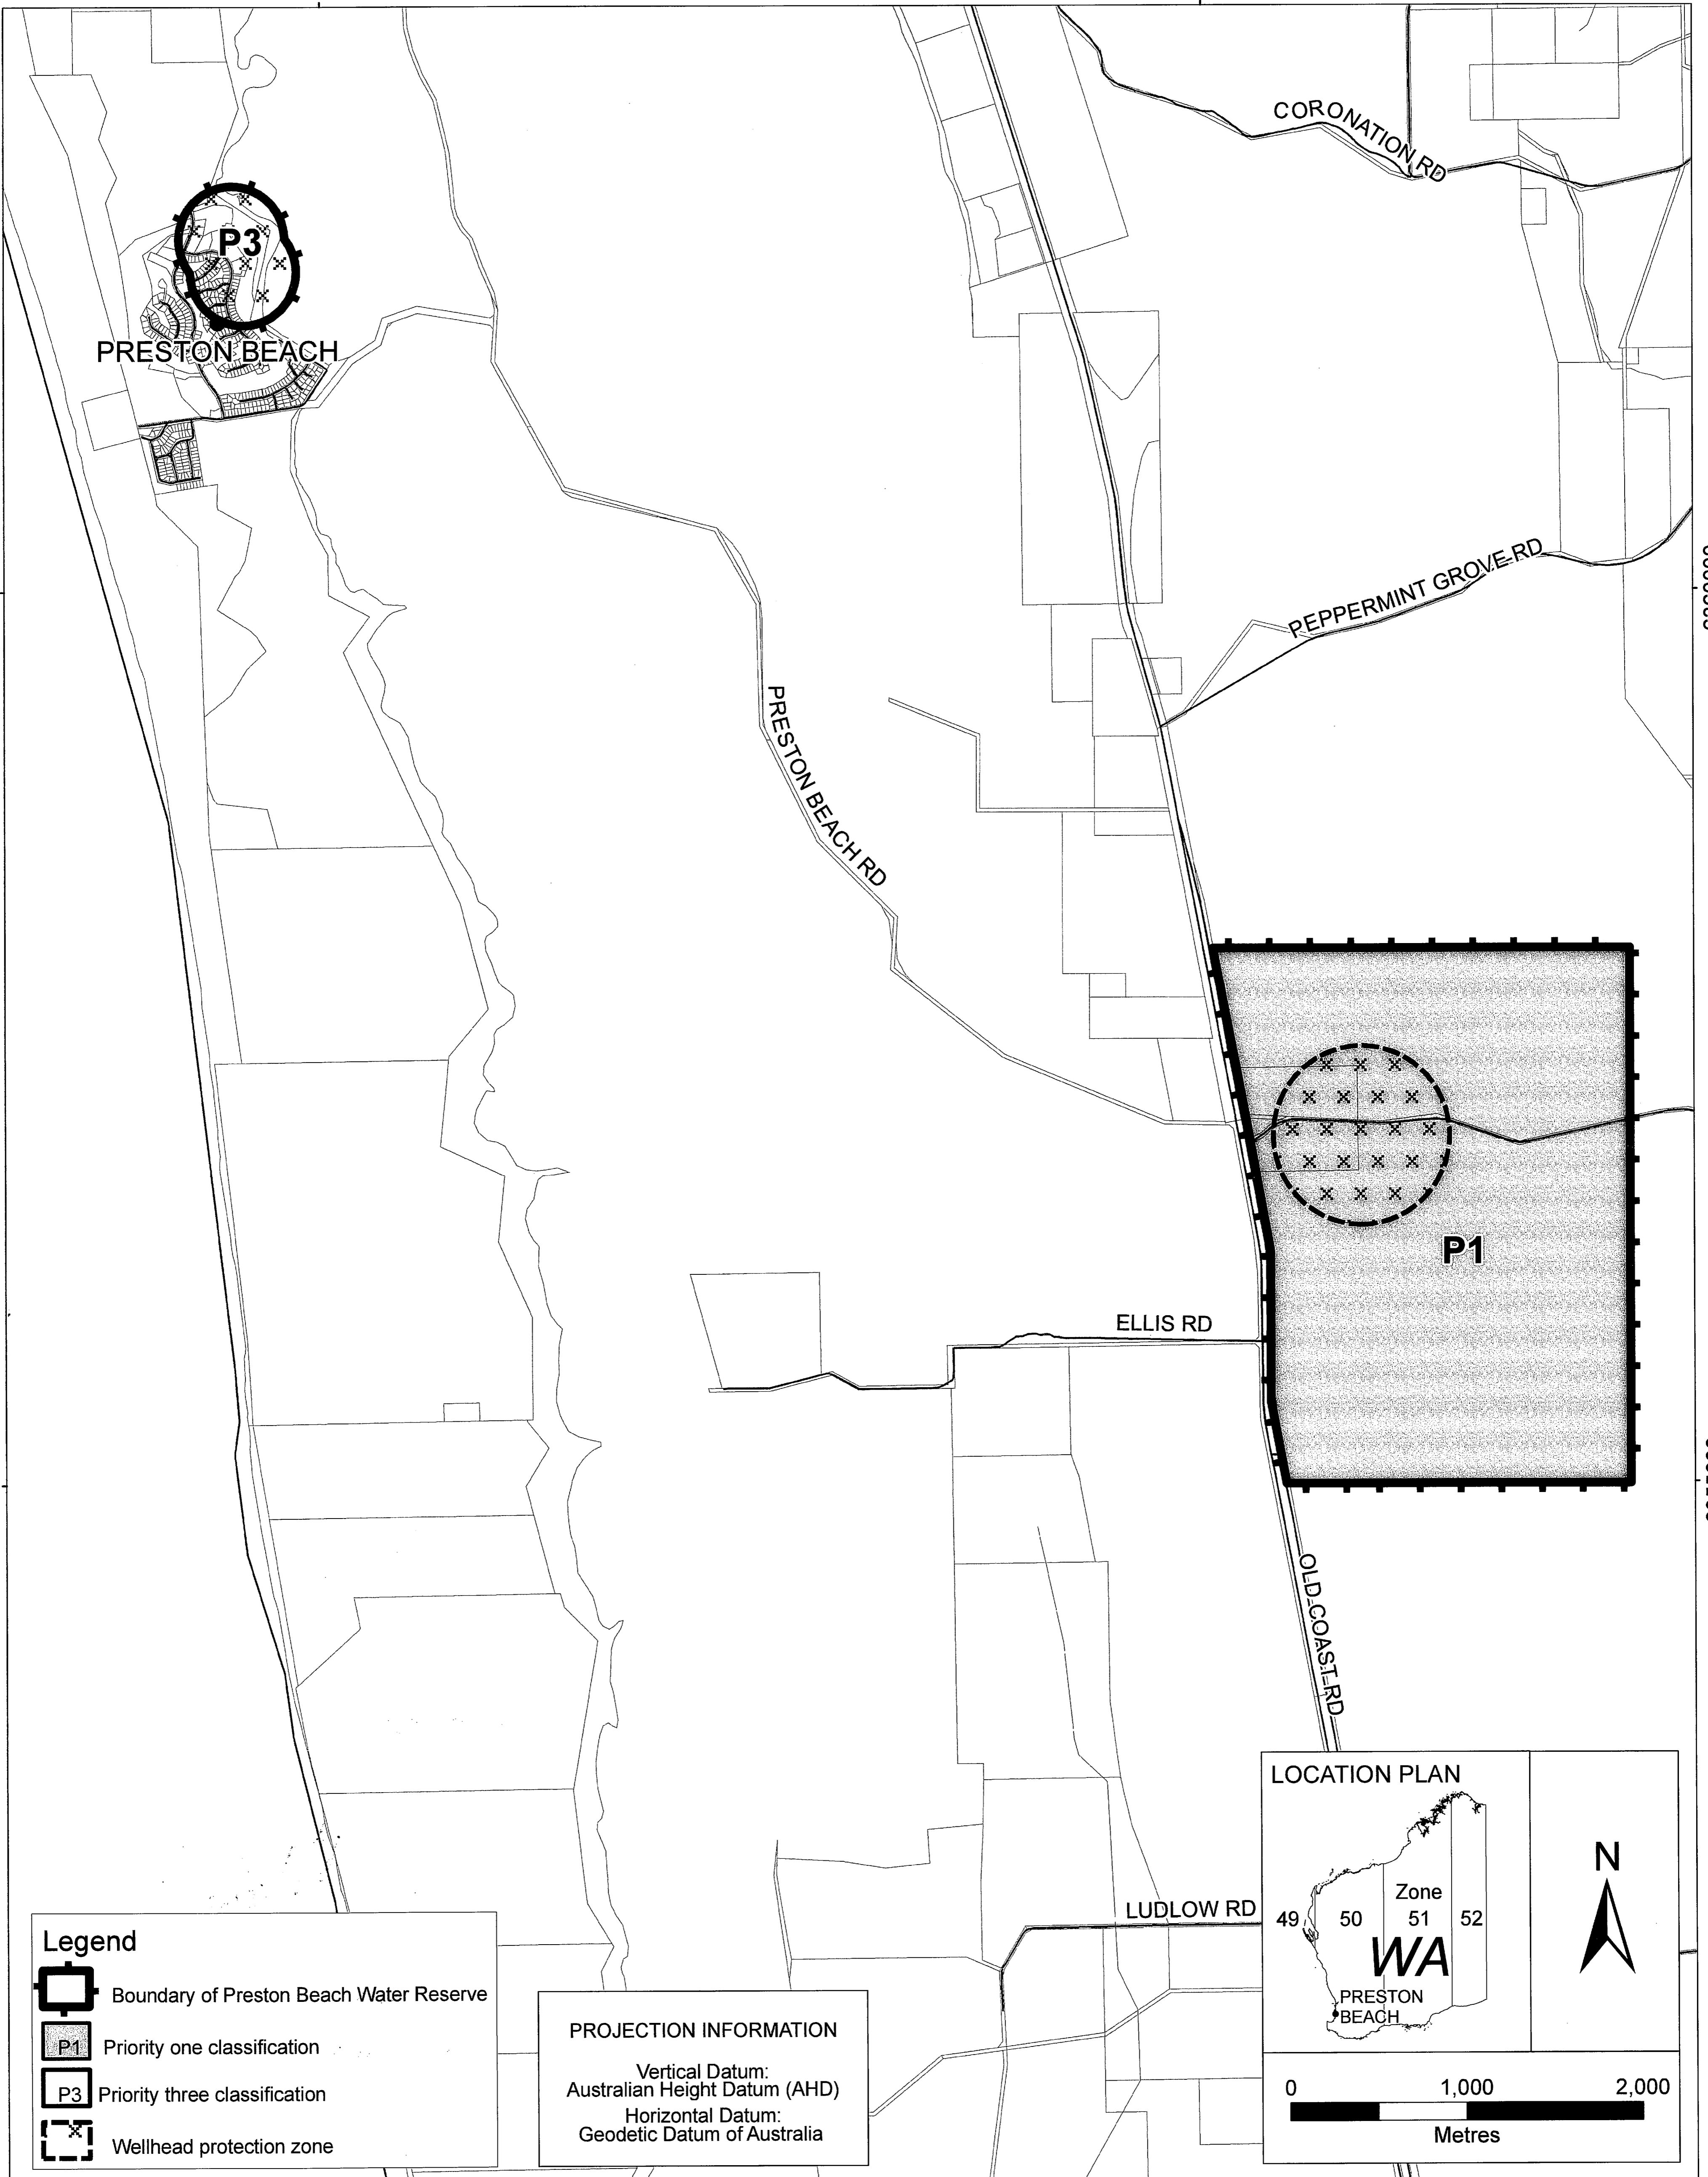 CORONATION RD
P3
PRESTON BEACH
PEPPERMINT GROVE RD
PRESTON BEACH RD
P1
ELLIS RD
OLD COAST RD
LUDLOW RD
LOCATION PLAN
Zone
49 50 51 52
WA
PRESTON
BEACH
N
0 1,000 2,000
Metres
Legend
Boundary of Preston Beach Water Reserve
P1 Priority one classification
P3 Priority three classification
Wellhead protection zone
PROJECTION INFORMATION
Vertical Datum:
Australian Height Datum (AHD)
Horizontal Datum:
Geodetic Datum of Australia